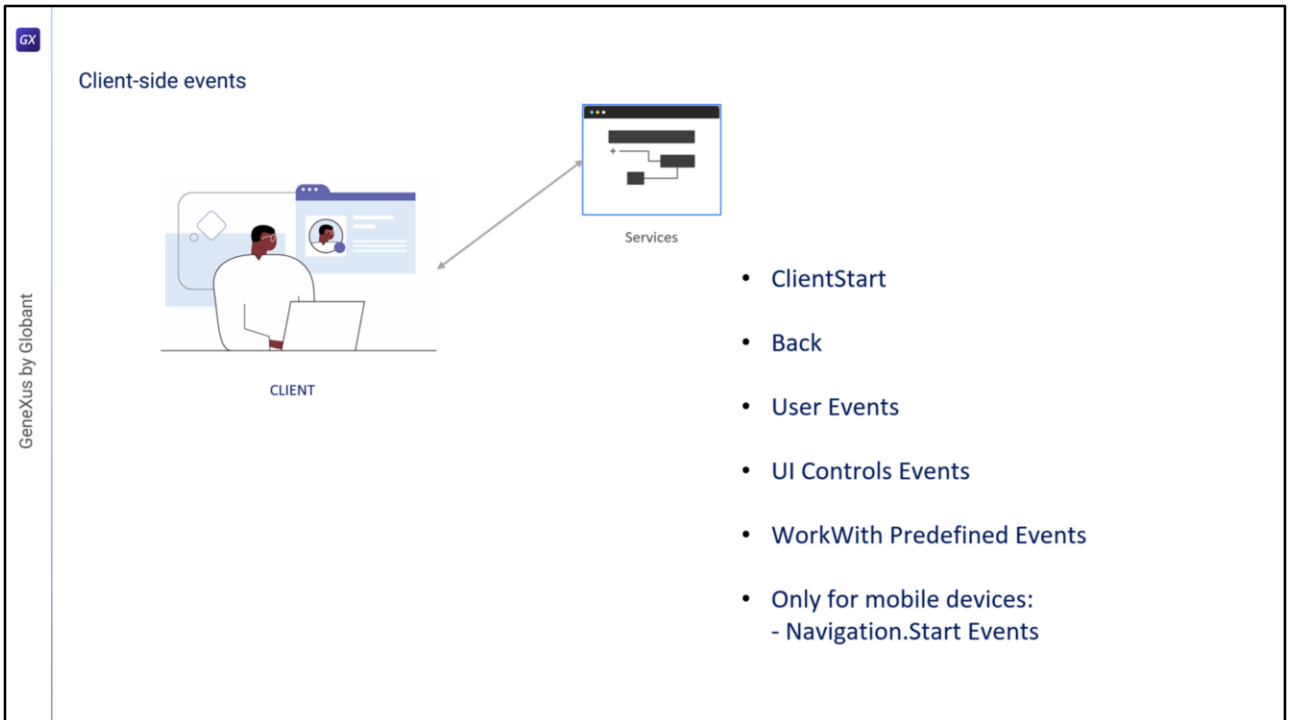 GX
Client-side events
Services
CLIENT
• ClientStart
• Back
• User Events
• UI Controls Events
• WorkWith Predefined Events
• Only for mobile devices:
- Navigation.Start Events
GeneXus by Globant